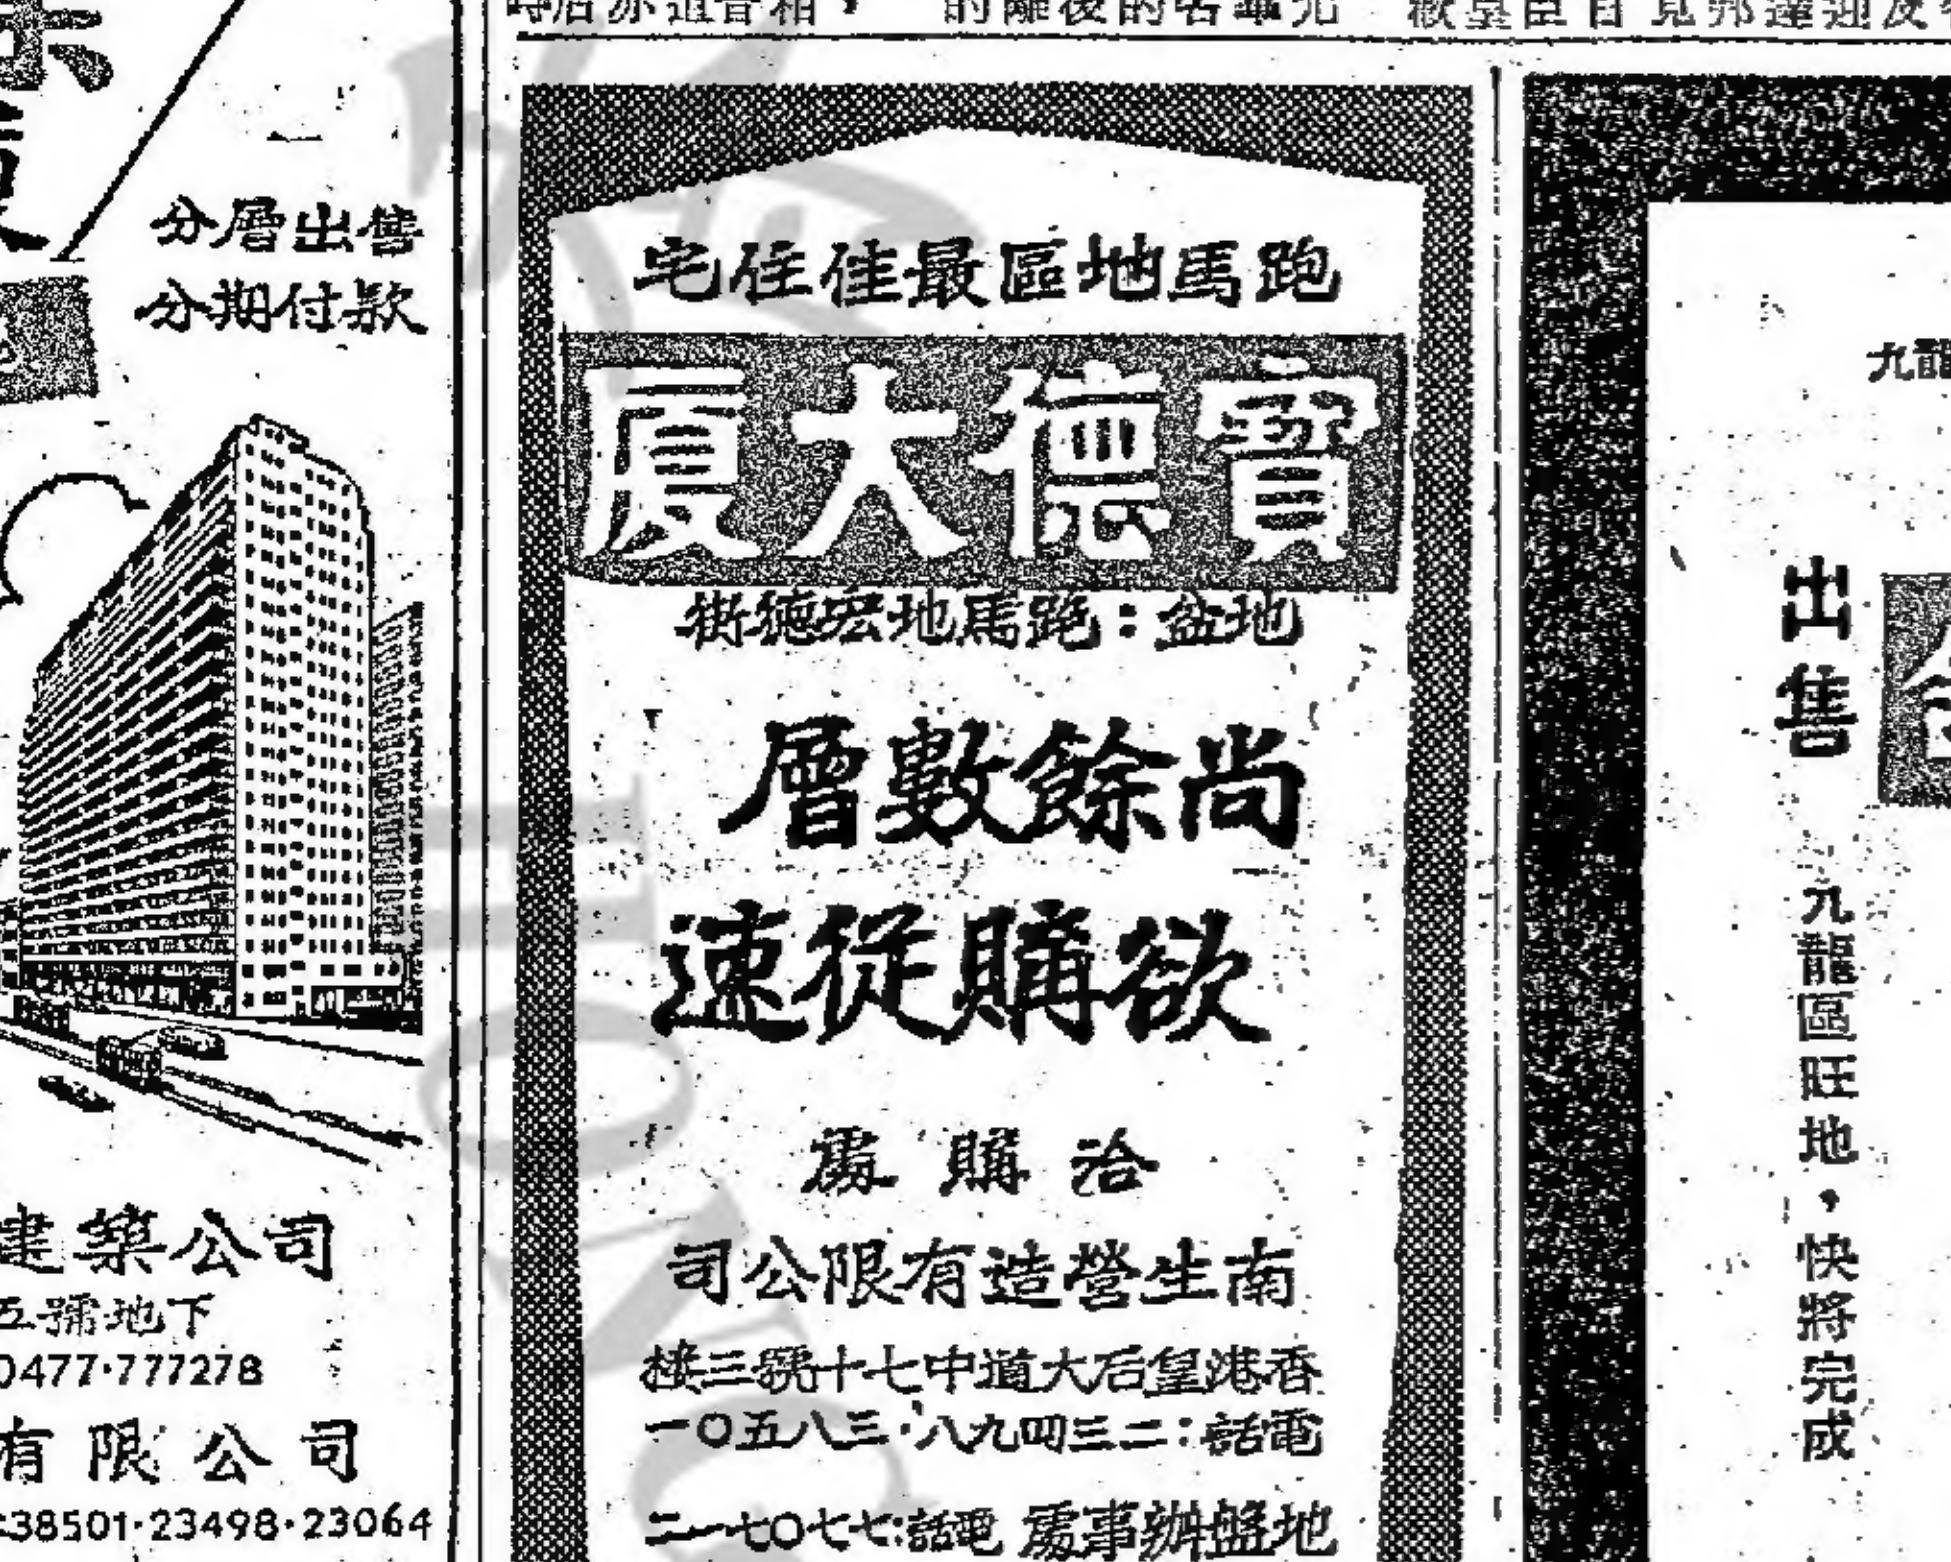 分層出售
分期付款
建築公司
五號地下
0477·777278
有限公司
38501·23498·23064
跑馬地區最佳住宅
寶德大厦
地盆：跑馬地宏德街
尚餘數層
欲購從速
洽購處
南生營造有限公司
香港皇后大道中七十號三樓
電話：二三四九八·三八五〇一
地盤辦事處 電話：七七〇七一二
九龍
出售
九龍區旺地，快將完成